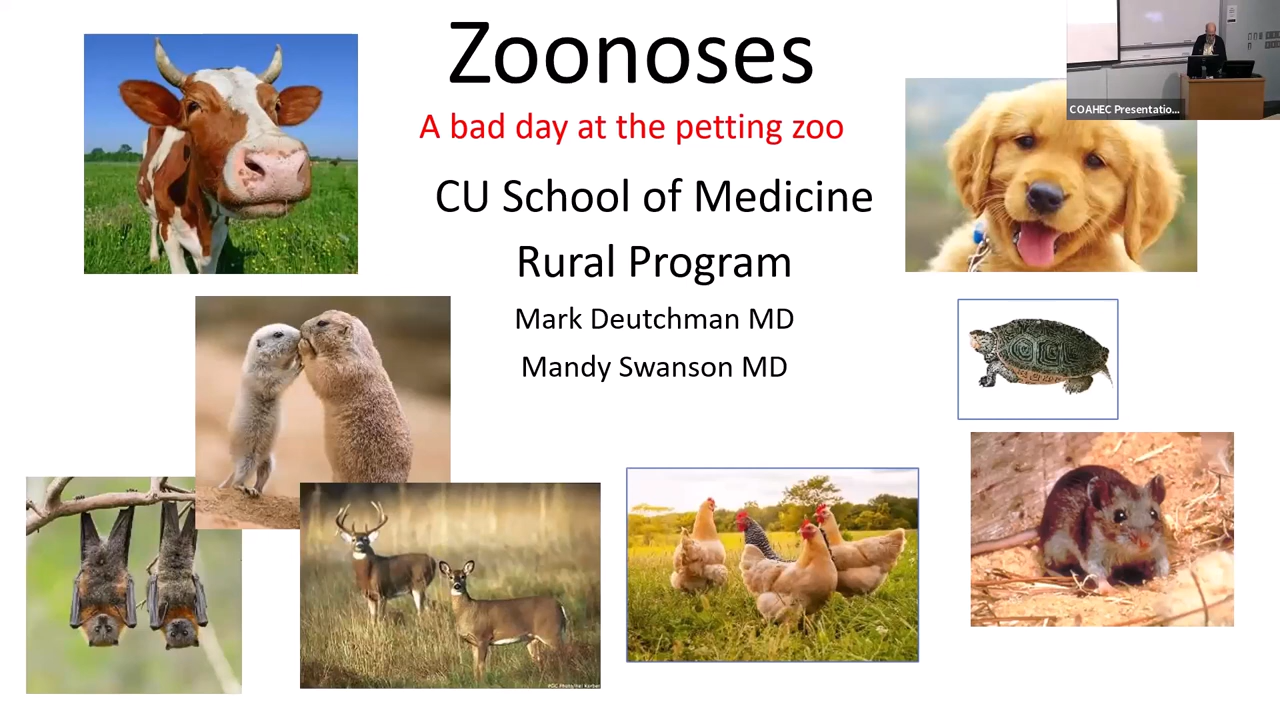 Zoonoses
A bad day at the petting zoo
CU School of Medicine
Rural Program
Mark Deutchman MD
Mandy Swanson MD
COAHEC Presentatio...